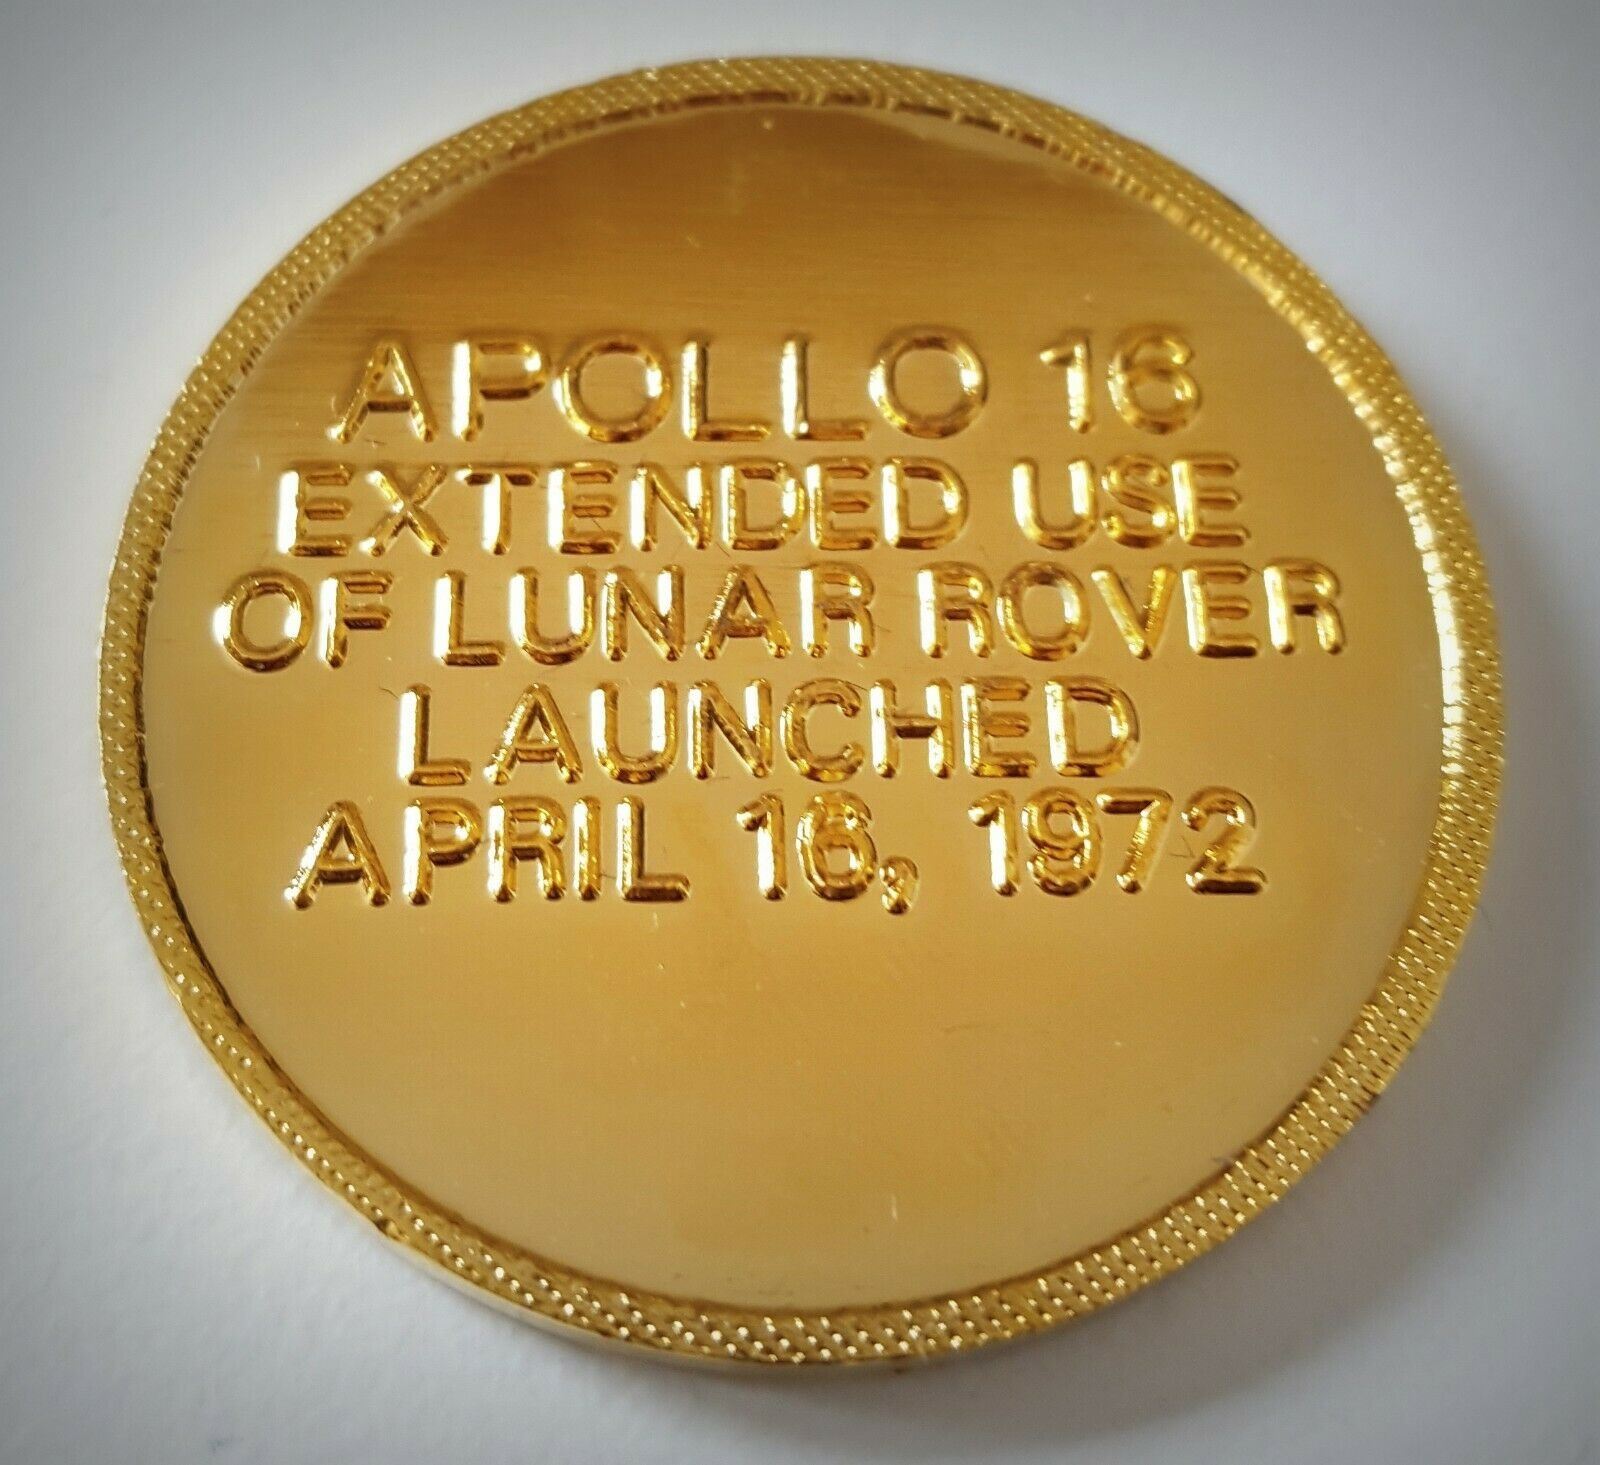 APOLLO 16
EXTENDED USE
OF LUNAR ROVER
LAUNCHED
APRIL 16, 1972